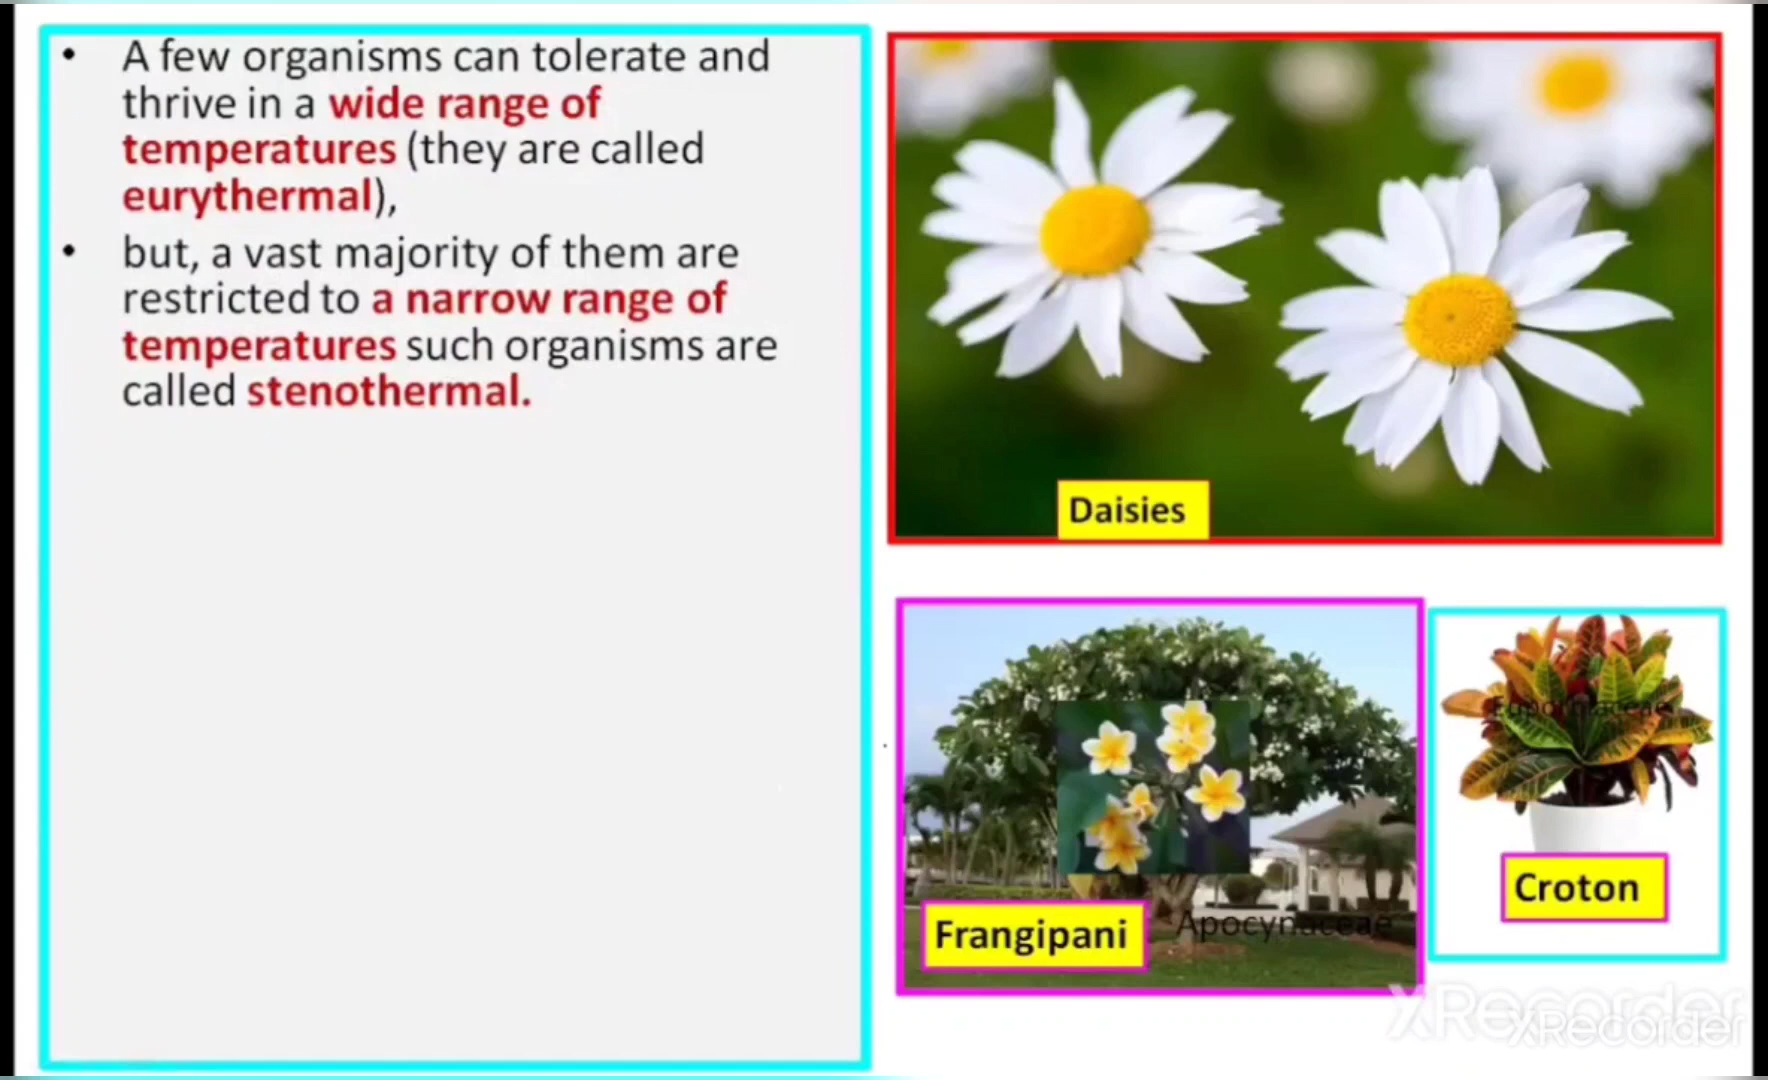 • A few organisms can tolerate and
thrive in a wide range of
temperatures (they are called
eurythermal),
• but, a vast majority of them are
restricted to a narrow range of
temperatures such organisms are
called stenothermal.
Daisies
Frangipani
Apocynaceae
Croton
XRecorder
XRecorder